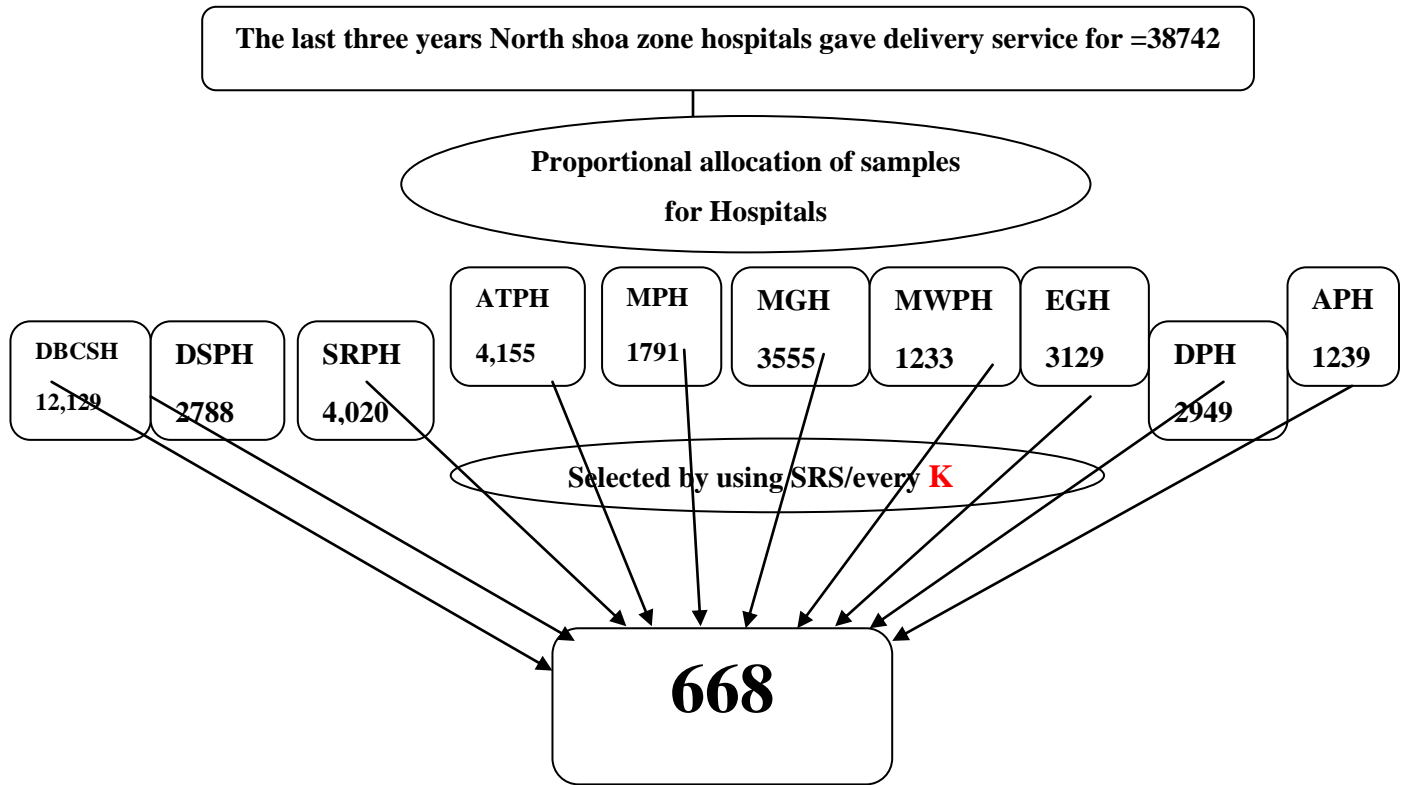 The last three years North shoa zone hospitals gave delivery service for =38742
Proportional allocation of samples
for Hospitals
DBCSH
12,129
DSPH
2788
SRPH
4,020
ATPH
4,155
MPH
1791
MGH
3555
MWPH
1233
EGH
3129
DPH
2949
APH
1239
Selected by using SRS/every K
668